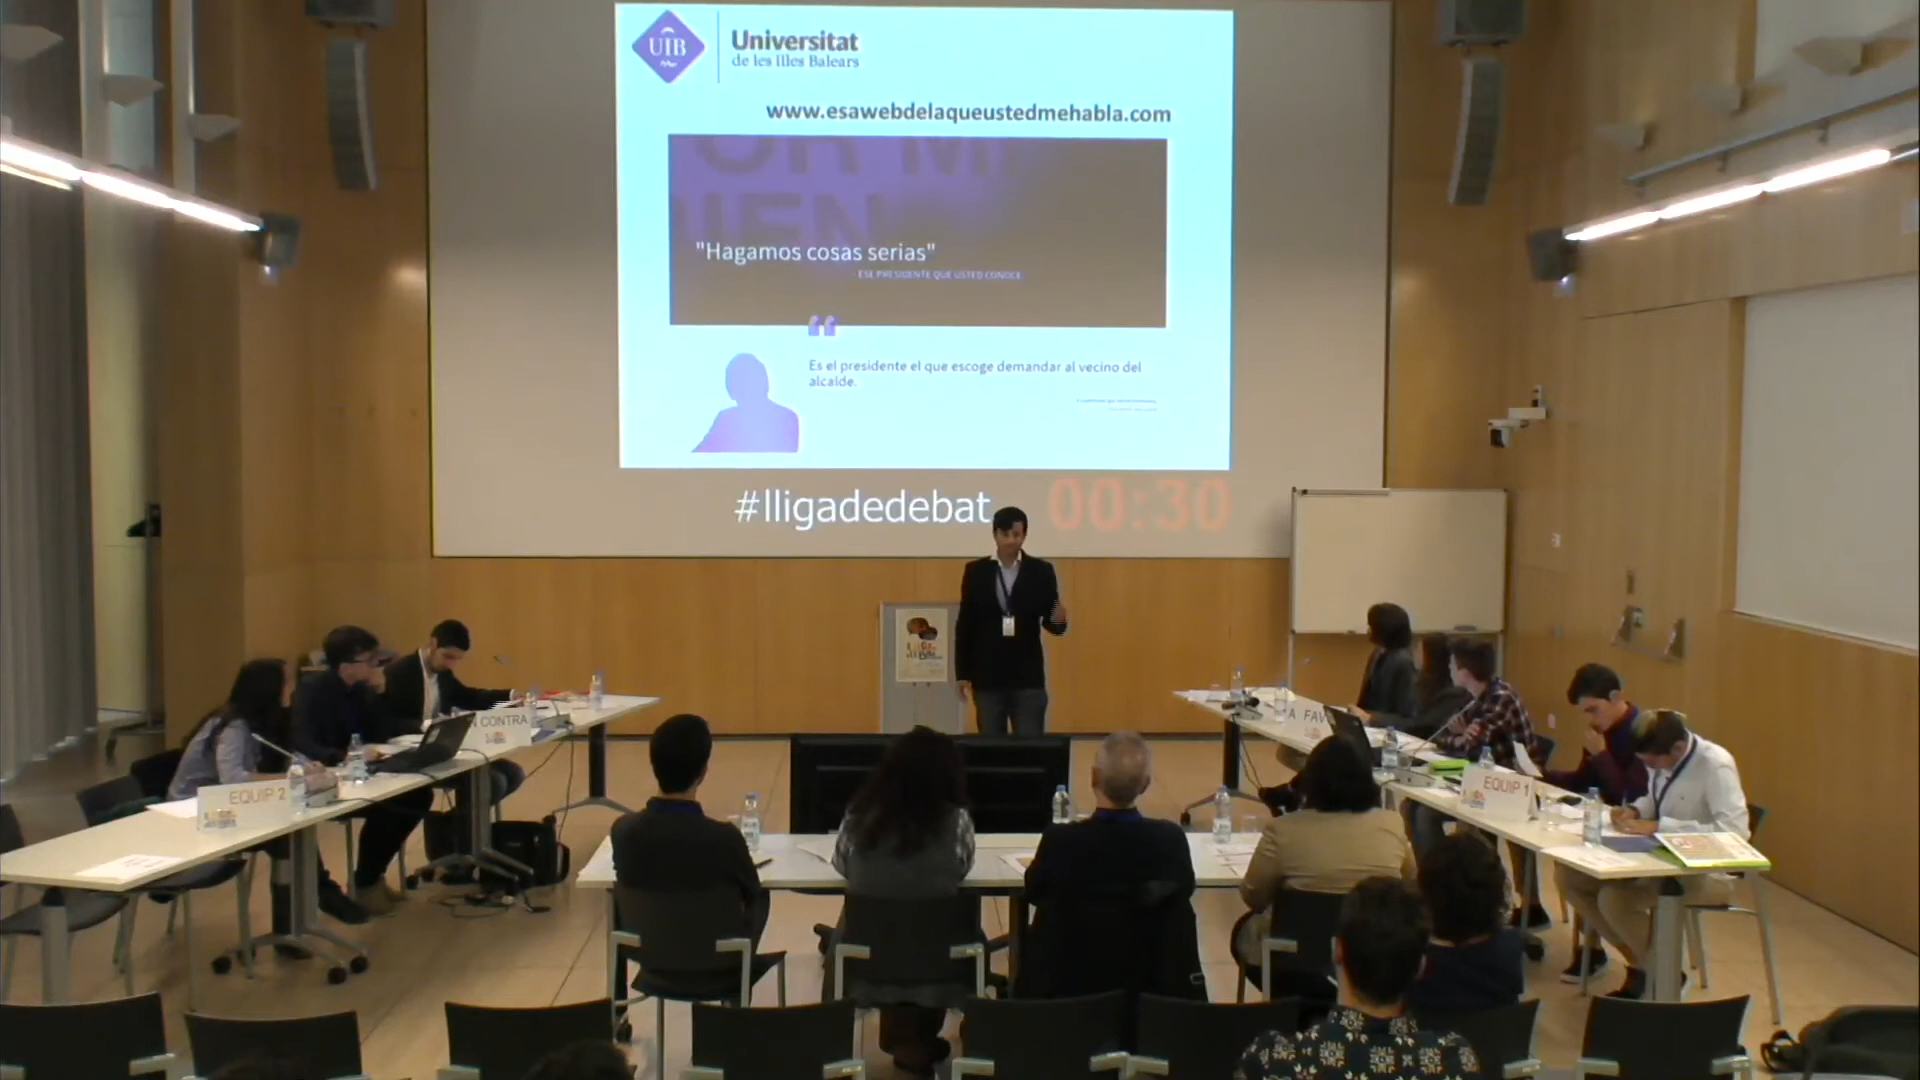 UIB
Universitat
de les Illes Balears
www.esawebdelaqueustedmehabla.com
"Hagamos cosas serias"
ESE PRESIDENTE QUE USTED CONOCE
Es el presidente el que escoge demandar al vecino del
alcalde.
#lligadedebat
00:30
CONTRA
A FAV
EQUIP 2
EQUIP 1